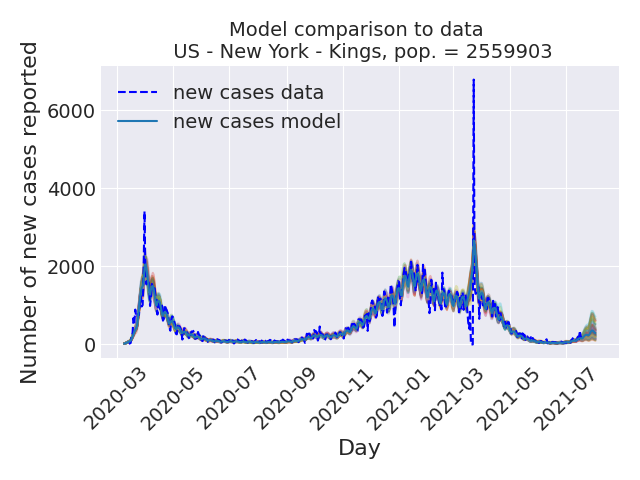 Model comparison to data
US - New York - Kings, pop. = 2559903
Number of new cases reported
6000
4000
2000
0
new cases data
new cases model
2020-03
2020-05
2020-07
2020-09
2020-11
2021-01
2021-03
2021-05
2021-07
Day